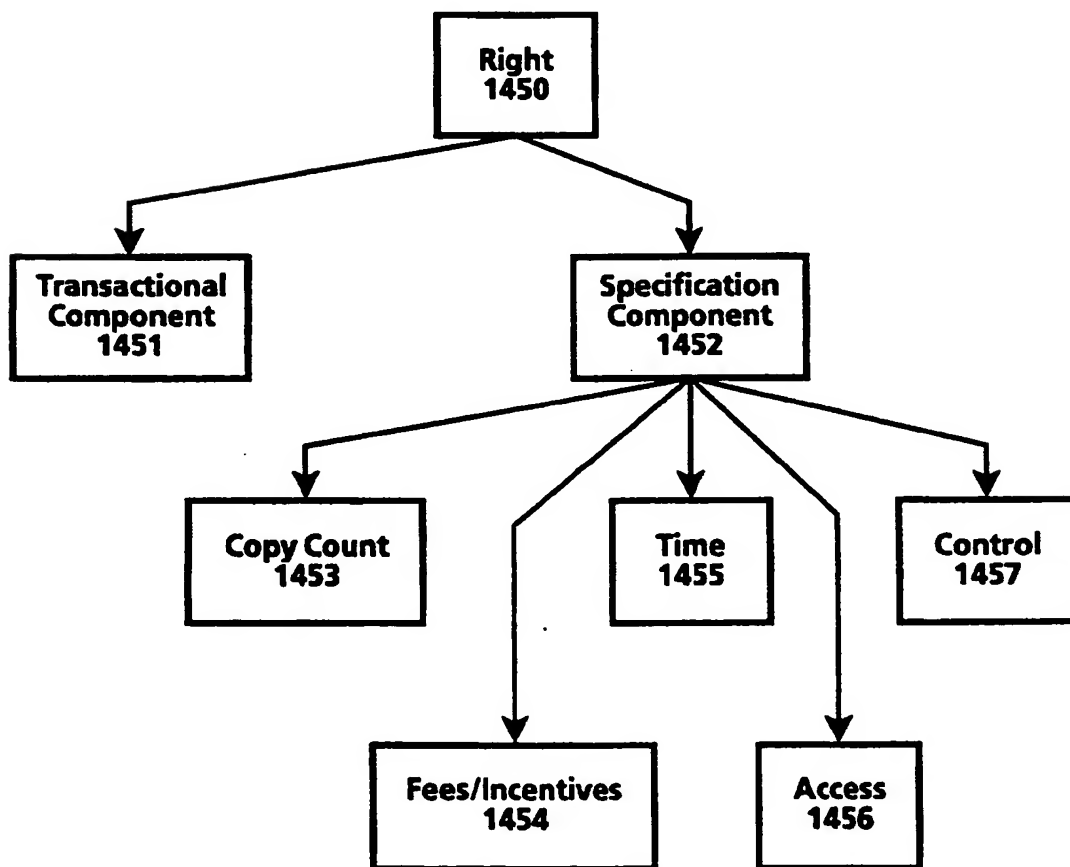 Right
1450
Transactional
Component
1451
Specification
Component
1452
Copy Count
1453
Time
1455
Control
1457
Fees/Incentives
1454
Access
1456